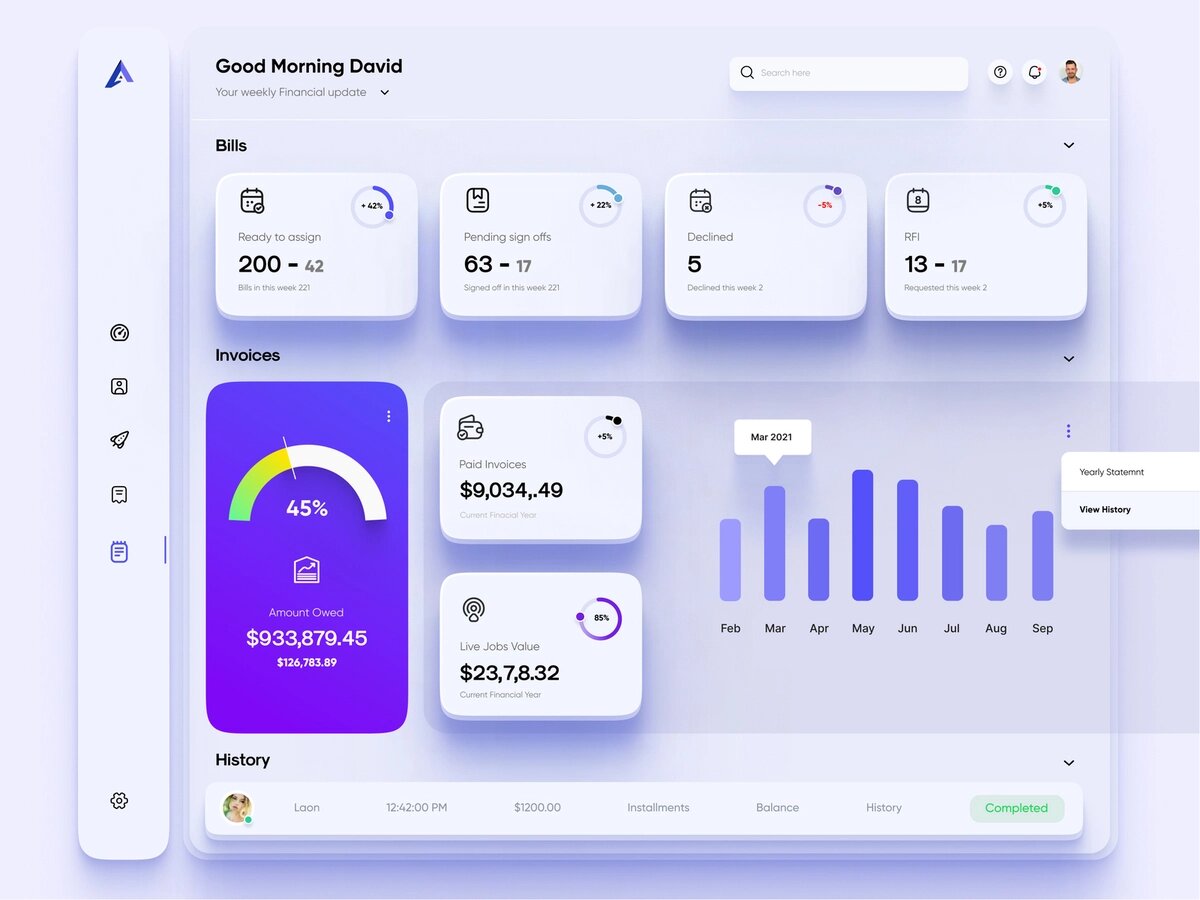 Good Morning David
Your weekly Financial update
Search here
Bills
+ 42%
Ready to assign
200 - 42
Bills in this week 221
+ 22%
Pending sign offs
63 - 17
Signed off in this week 221
-5%
Declined
5
Declined this week 2
8
+5%
RFI
13 - 17
Requested this week 2
Invoices
45%
Amount Owed
$933,879.45
$126,783.89
+5%
Paid Invoices
$9,034,.49
Current Finacial Year
85%
Live Jobs Value
$23,7,8.32
Current Financial Year
Mar 2021
Yearly Statemnt
View History
Feb Mar Apr May Jun Jul Aug Sep
History
Laon 12:42:00 PM $1200.00 Installments Balance History Completed